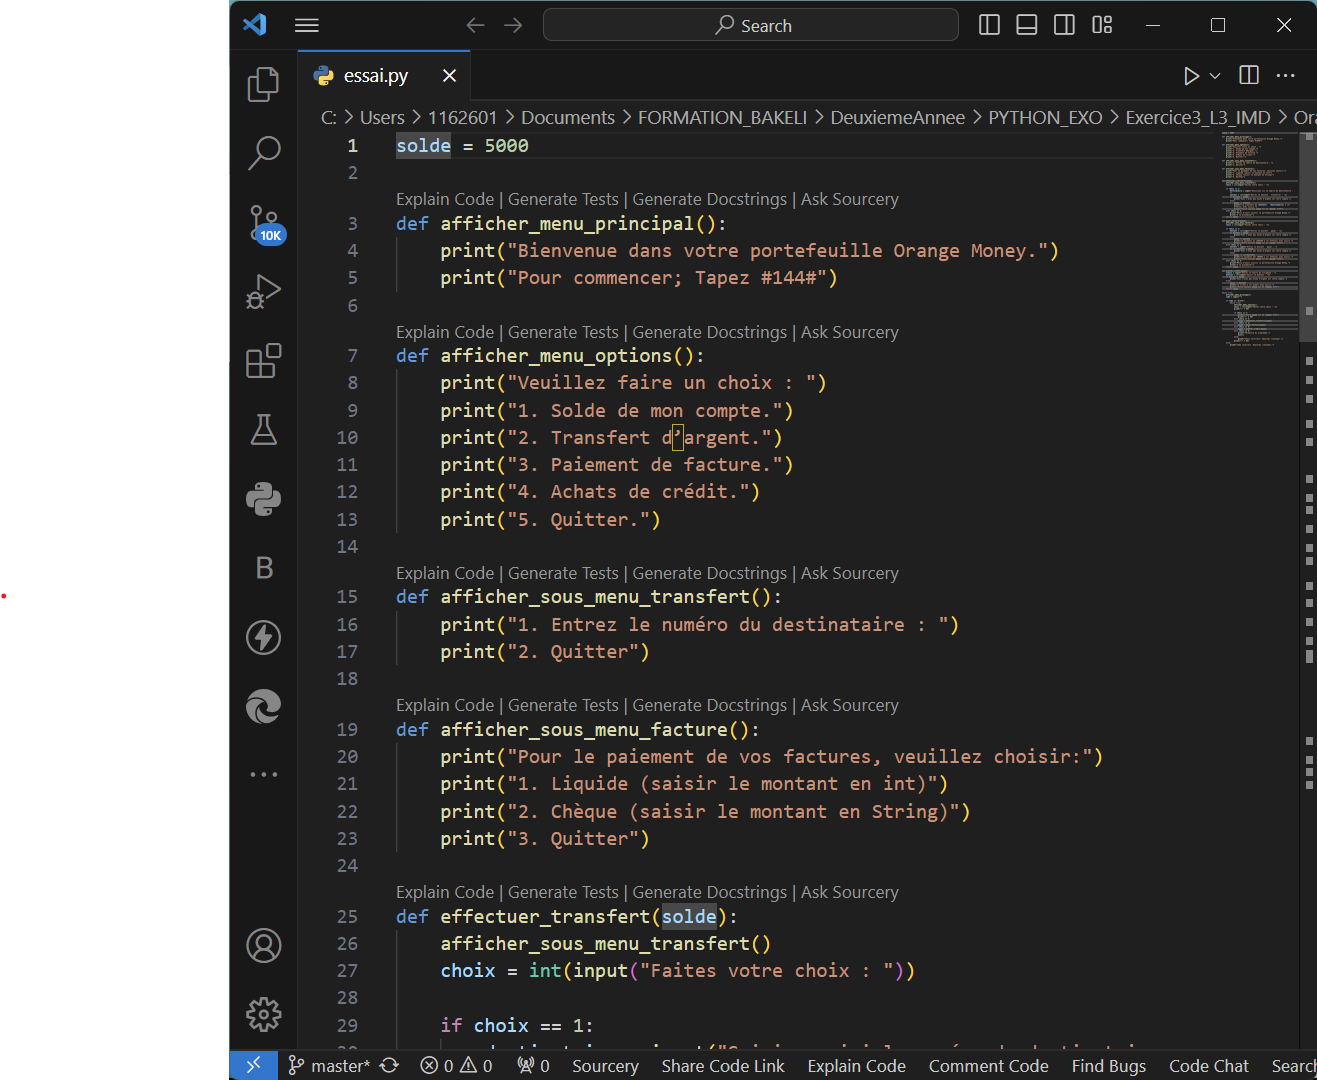 Search
essai.py
C: > Users > 1162601 > Documents > FORMATION_BAKELI > DeuxiemeAnnee > PYTHON_EXO > Exercice3_L3_IMD >
1 solde = 5000
2
Explain Code | Generate Tests | Generate Docstrings | Ask Sourcery
3 def afficher_menu_principal():
4 print("Bienvenue dans votre portefeuille Orange Money.")
5 print("Pour commencer; Tapez #144#")
6
Explain Code | Generate Tests | Generate Docstrings | Ask Sourcery
7 def afficher_menu_options():
8 print("Veuillez faire un choix : ")
9 print("1. Solde de mon compte.")
10 print("2. Transfert d’argent.")
11 print("3. Paiement de facture.")
12 print("4. Achats de crédit.")
13 print("5. Quitter.")
14
Explain Code | Generate Tests | Generate Docstrings | Ask Sourcery
15 def afficher_sous_menu_transfert():
16 print("1. Entrez le numéro du destinataire : ")
17 print("2. Quitter")
18
Explain Code | Generate Tests | Generate Docstrings | Ask Sourcery
19 def afficher_sous_menu_facture():
20 print("Pour le paiement de vos factures, veuillez choisir:")
21 print("1. Liquide (saisir le montant en int)")
22 print("2. Chèque (saisir le montant en String)")
23 print("3. Quitter")
24
Explain Code | Generate Tests | Generate Docstrings | Ask Sourcery
25 def effectuer_transfert(solde):
26 afficher_sous_menu_transfert()
27 choix = int(input("Faites votre choix : "))
28
29 if choix == 1:
10K
B
master* 0 0 0 Sourcery Share Code Link Explain Code Comment Code Find Bugs Code Chat Search